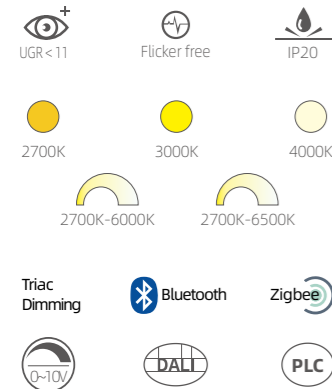 UGR<11 Flicker free IP20
2700K 3000K 4000K
2700K-6000K 2700K-6500K
Triac
Dimming
Bluetooth Zigbee
0~10V DALI PLC